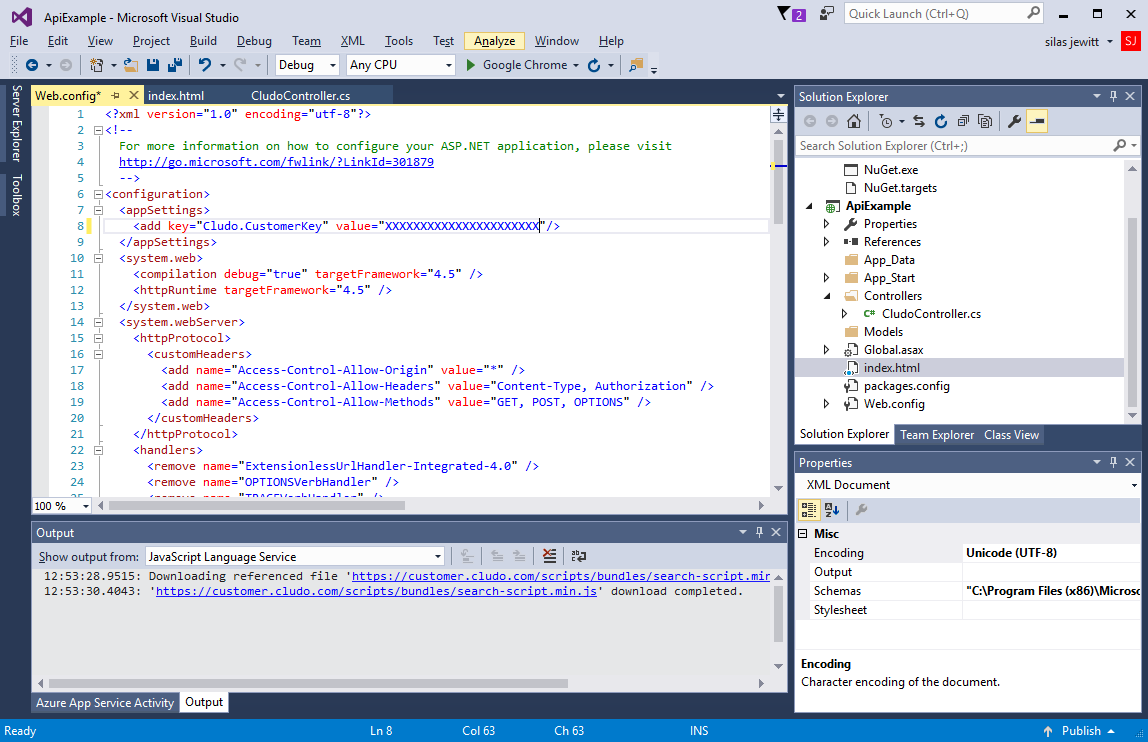 ApiExample - Microsoft Visual Studio
2
Quick Launch (Ctrl+Q)
File Edit View Project Build Debug Team XML Tools Test Analyze Window Help
silas jewitt SJ
Debug Any CPU Google Chrome
Server Explorer
Toolbox
Web.config* index.html CludoController.cs
1 <?xml version="1.0" encoding="utf-8"?>
2 <!--
3 For more information on how to configure your ASP.NET application, please visit
4 http://go.microsoft.com/fwlink/?LinkId=301879
5 -->
6 <configuration>
7 <appSettings>
8 <add key="Cludo.CustomerKey" value="XXXXXXXXXXXXXXXXXXXXXX"/>
9 </appSettings>
10 <system.web>
11 <compilation debug="true" targetFramework="4.5" />
12 <httpRuntime targetFramework="4.5" />
13 </system.web>
14 <system.webServer>
15 <httpProtocol>
16 <customHeaders>
17 <add name="Access-Control-Allow-Origin" value="*" />
18 <add name="Access-Control-Allow-Headers" value="Content-Type, Authorization" />
19 <add name="Access-Control-Allow-Methods" value="GET, POST, OPTIONS" />
20 </customHeaders>
21 </httpProtocol>
22 <handlers>
23 <remove name="ExtensionlessUrlHandler-Integrated-4.0" />
24 <remove name="OPTIONSVerbHandler" />
25 <remove name="TRACEVerbHandler" />
100 %
Output
Show output from: JavaScript Language Service
12:53:28.9515: Downloading referenced file 'https://customer.cludo.com/scripts/bundles/search-script.min
12:53:30.4043: 'https://customer.cludo.com/scripts/bundles/search-script.min.js' download completed.
Azure App Service Activity Output
Solution Explorer
Search Solution Explorer (Ctrl+;)
NuGet.exe
NuGet.targets
ApiExample
Properties
References
App_Data
App_Start
Controllers
C# CludoController.cs
Models
Global.asax
index.html
packages.config
Web.config
Solution Explorer Team Explorer Class View
Properties
XML Document
Misc
Encoding Unicode (UTF-8)
Output
Schemas "C:\Program Files (x86)\Microso
Stylesheet
Encoding
Character encoding of the document.
Ready Ln 8 Col 63 Ch 63 INS Publish